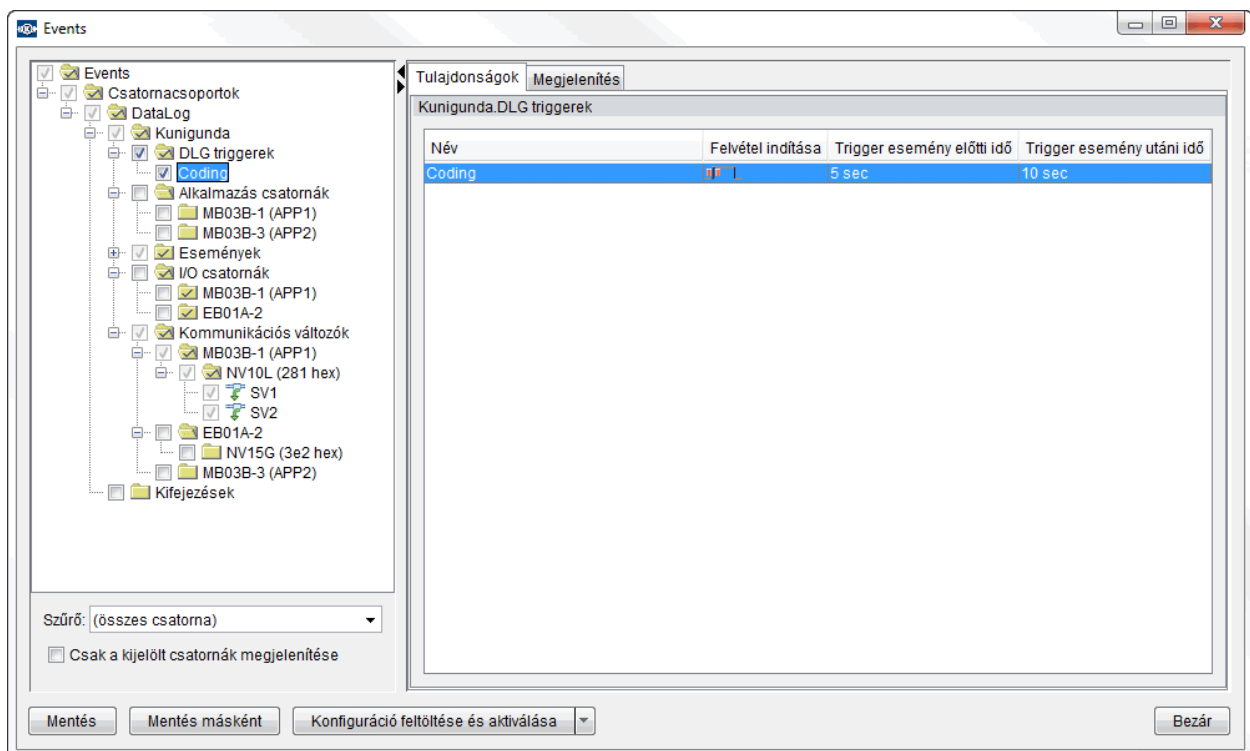 Events
Events
Csatornacsoportok
DataLog
Kunigunda
DLG triggerek
Coding
Alkalmazás csatornák
MB03B-1 (APP1)
MB03B-3 (APP2)
Események
I/O csatornák
MB03B-1 (APP1)
EB01A-2
Kommunikációs változók
MB03B-1 (APP1)
NV10L (281 hex)
SV1
SV2
EB01A-2
NV15G (3e2 hex)
MB03B-3 (APP2)
Kifejezések
Szűrő: (összes csatorna)
Csak a kijelölt csatornák megjelenítése
Tulajdonságok Megjelenítés
Kunigunda.DLG triggerek
Név Felvétel indítása Trigger esemény előtti idő Trigger esemény utáni idő
Coding 5 sec 10 sec
Mentés Mentés másként Konfiguráció feltöltése és aktiválása Bezár